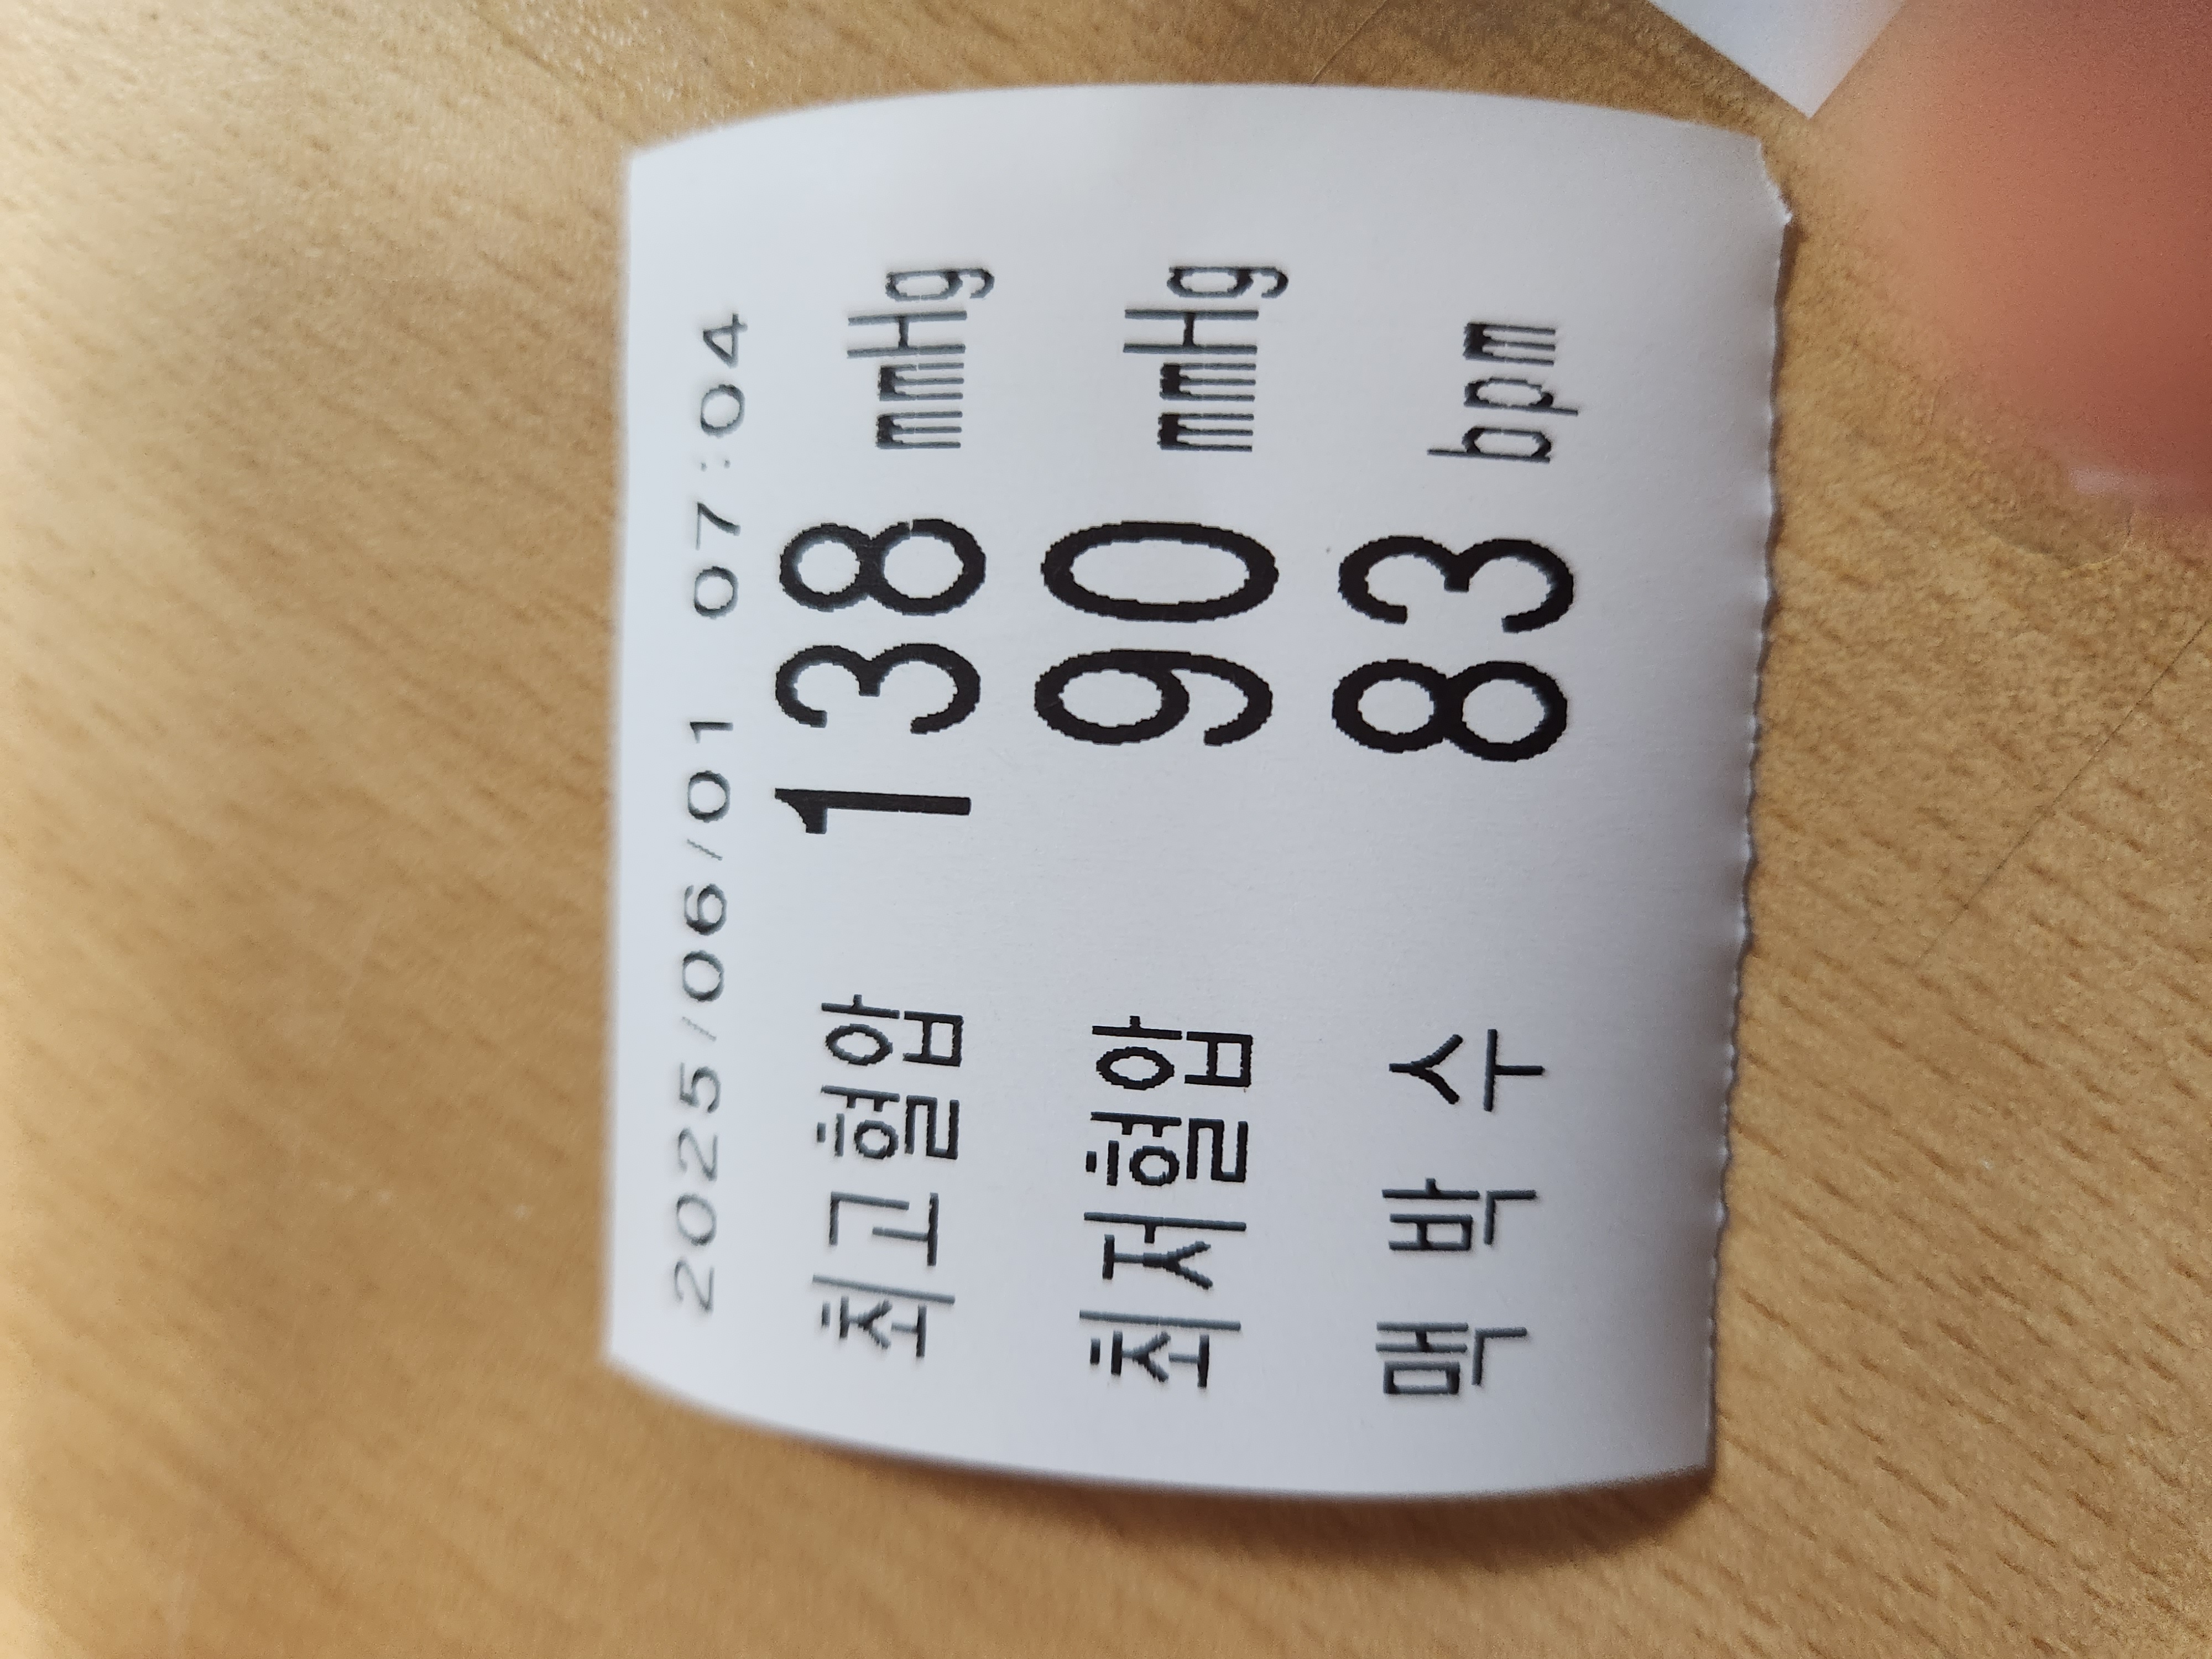 2025/06/01 07:04
최고혈압 138 mmHg
최저혈압 90 mmHg
맥 박 수 83 bpm